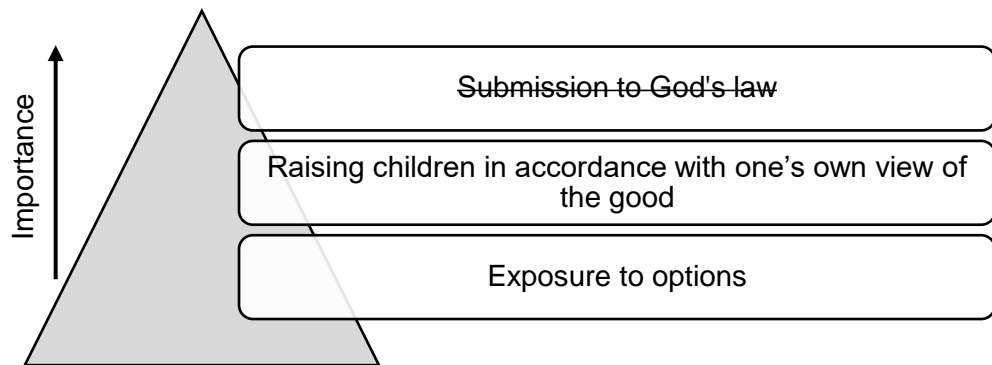 Importance
Submission to God's law
Raising children in accordance with one’s own view of
the good
Exposure to options